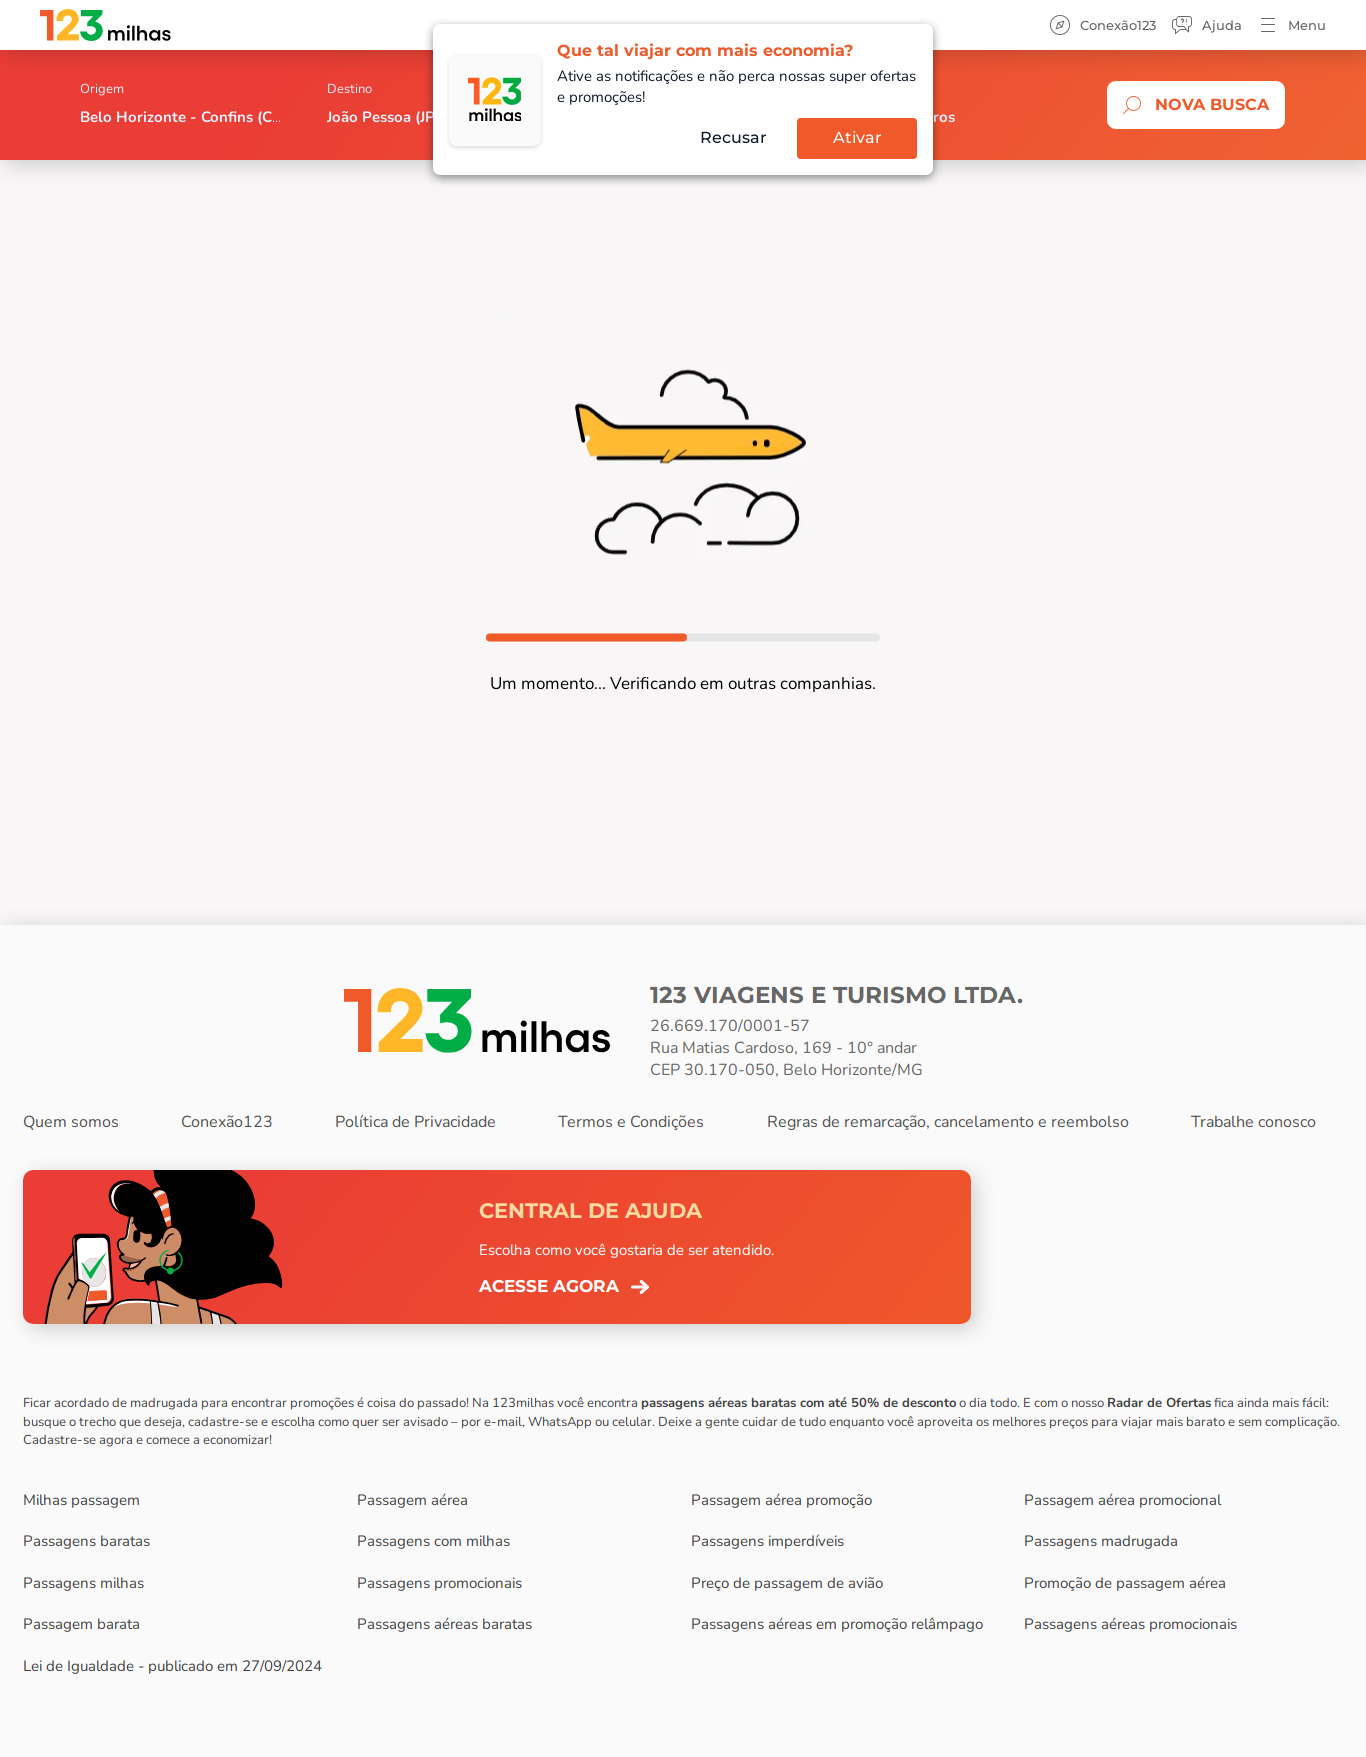 123milhas
Conexão123
Ajuda
Menu
Origem
Belo Horizonte - Confins (C...
Destino
João Pessoa (JP
NOVA BUSCA
123
milhas
Que tal viajar com mais economia?
Ative as notificações e não perca nossas super ofertas
e promoções!
Recusar
Ativar
Um momento... Verificando em outras companhias.
123milhas
123 VIAGENS E TURISMO LTDA.
26.669.170/0001-57
Rua Matias Cardoso, 169 - 10° andar
CEP 30.170-050, Belo Horizonte/MG
Quem somos
Conexão123
Política de Privacidade
Termos e Condições
Regras de remarcação, cancelamento e reembolso
Trabalhe conosco
CENTRAL DE AJUDA
Escolha como você gostaria de ser atendido.
ACESSE AGORA
Ficar acordado de madrugada para encontrar promoções é coisa do passado! Na 123milhas você encontra passagens aéreas baratas com até 50% de desconto o dia todo. E com o nosso Radar de Ofertas fica ainda mais fácil:
busque o trecho que deseja, cadastre-se e escolha como quer ser avisado – por e-mail, WhatsApp ou celular. Deixe a gente cuidar de tudo enquanto você aproveita os melhores preços para viajar mais barato e sem complicação.
Cadastre-se agora e comece a economizar!
Milhas passagem
Passagem aérea
Passagem aérea promoção
Passagem aérea promocional
Passagens baratas
Passagens com milhas
Passagens imperdíveis
Passagens madrugada
Passagens milhas
Passagens promocionais
Preço de passagem de avião
Promoção de passagem aérea
Passagem barata
Passagens aéreas baratas
Passagens aéreas em promoção relâmpago
Passagens aéreas promocionais
Lei de Igualdade - publicado em 27/09/2024